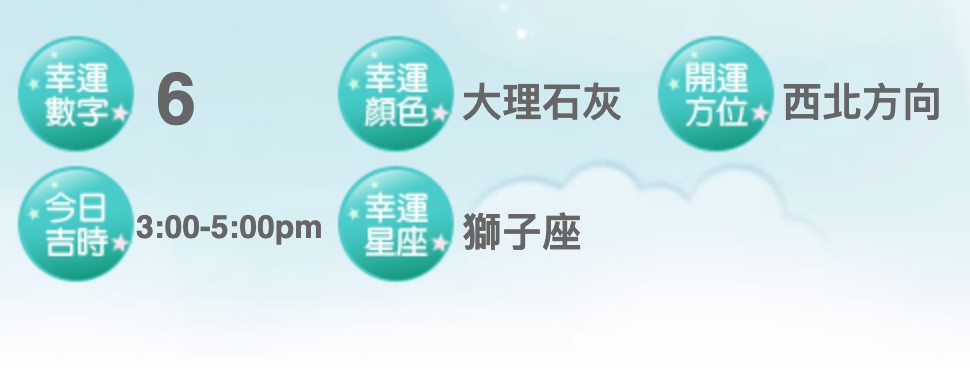 幸運
數字
6
幸運
顏色
大理石灰
開運
方位
西北方向
今日
吉時
3:00-5:00pm
幸運
星座
獅子座